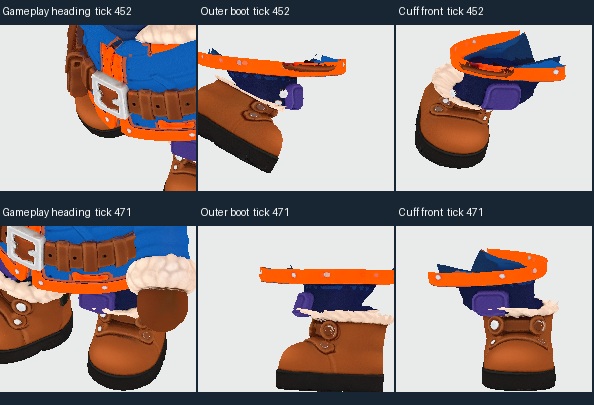 Gameplay heading tick 452
Outer boot tick 452
Cuff front tick 452
Gameplay heading tick 471
Outer boot tick 471
Cuff front tick 471